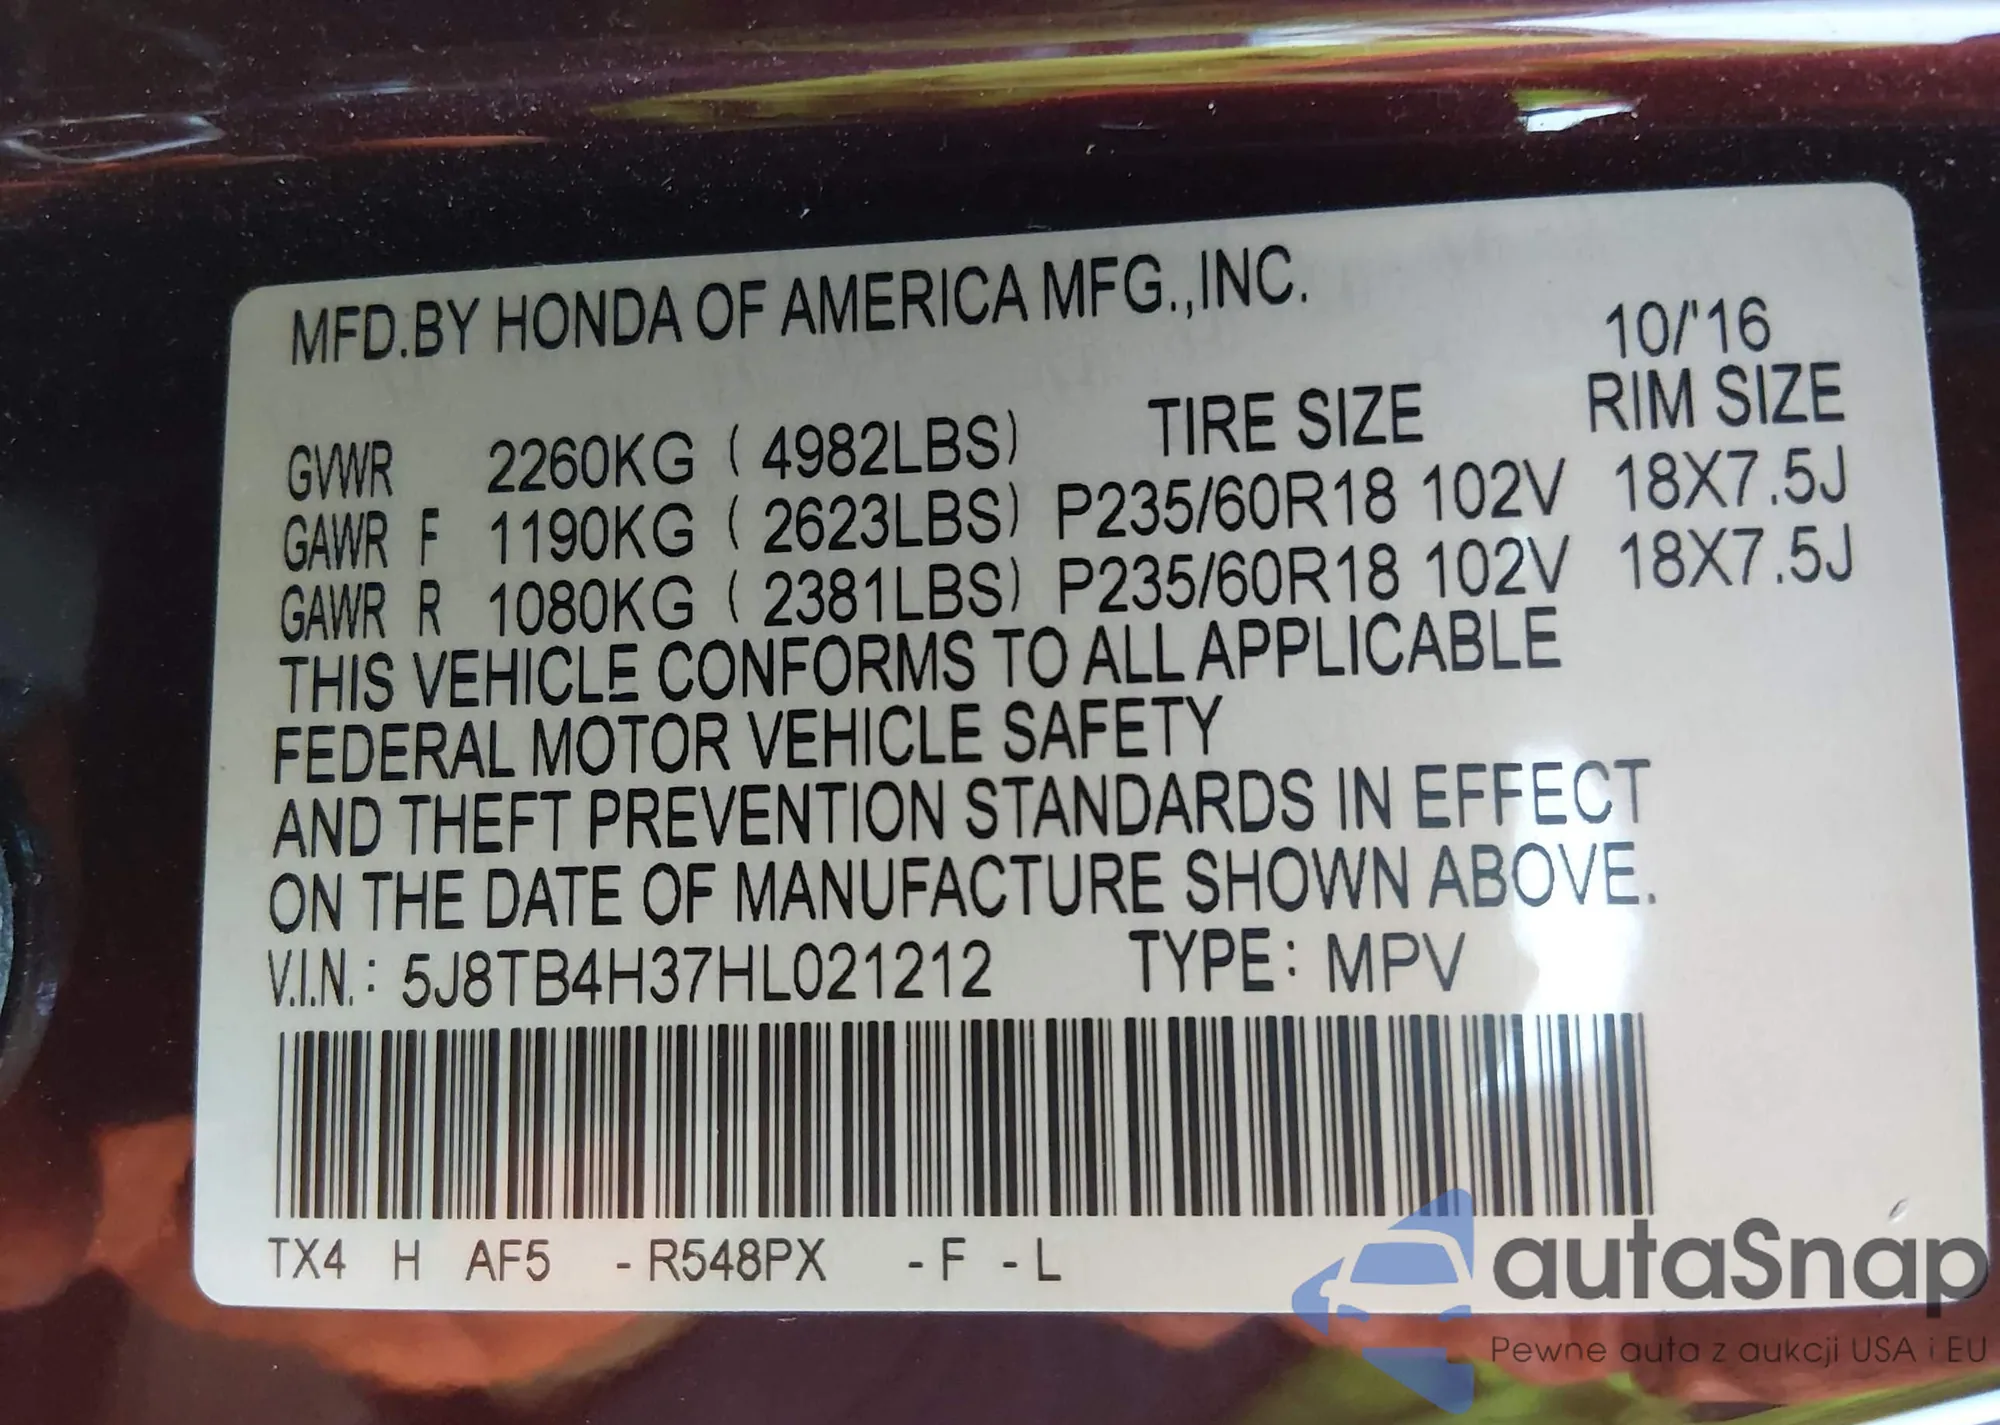 MFD.BY HONDA OF AMERICA MFG.,INC.
10/'16
TIRE SIZE RIM SIZE
GVWR 2260KG ( 4982LBS)
GAWR F 1190KG ( 2623LBS) P235/60R18 102V 18X7.5J
GAWR R 1080KG ( 2381LBS) P235/60R18 102V 18X7.5J
THIS VEHICLE CONFORMS TO ALL APPLICABLE
FEDERAL MOTOR VEHICLE SAFETY
AND THEFT PREVENTION STANDARDS IN EFFECT
ON THE DATE OF MANUFACTURE SHOWN ABOVE.
V.I.N.: 5J8TB4H37HL021212 TYPE: MPV
TX4 H AF5 - R548PX - F - L
autaSnap
Pewne auta z aukcji USA i EU